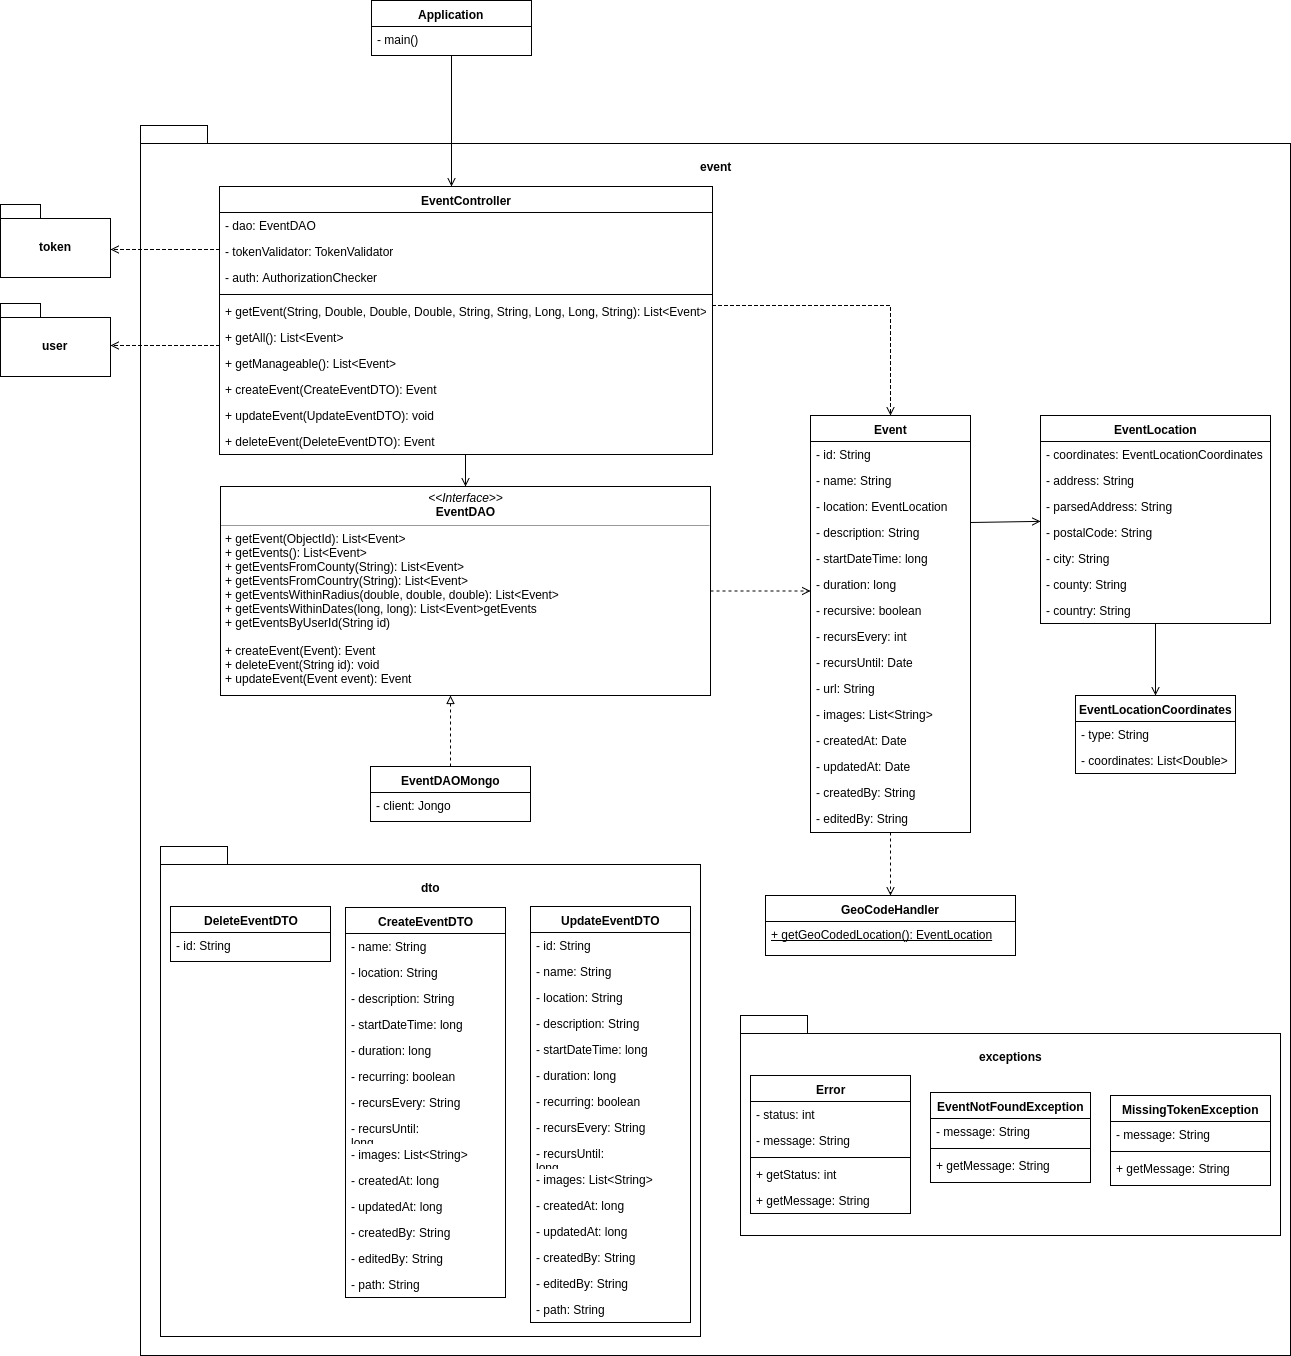 Application
- main()
event
token
user
EventController
- dao: EventDAO
- tokenValidator: TokenValidator
- auth: AuthorizationChecker
+ getEvent(String, Double, Double, Double, String, String, Long, Long, String): List<Event>
+ getAll(): List<Event>
+ getManageable(): List<Event>
+ createEvent(CreateEventDTO): Event
+ updateEvent(UpdateEventDTO): void
+ deleteEvent(DeleteEventDTO): Event
<<Interface>>
EventDAO
+ getEvent(ObjectId): List<Event>
+ getEvents(): List<Event>
+ getEventsFromCounty(String): List<Event>
+ getEventsFromCountry(String): List<Event>
+ getEventsWithinRadius(double, double, double): List<Event>
+ getEventsWithinDates(long, long): List<Event>getEvents
+ getEventsByUserId(String id)
+ createEvent(Event): Event
+ deleteEvent(String id): void
+ updateEvent(Event event): Event
EventDAOMongo
- client: Jongo
Event
- id: String
- name: String
- location: EventLocation
- description: String
- startDateTime: long
- duration: long
- recursive: boolean
- recursEvery: int
- recursUntil: Date
- url: String
- images: List<String>
- createdAt: Date
- updatedAt: Date
- createdBy: String
- editedBy: String
EventLocation
- coordinates: EventLocationCoordinates
- address: String
- parsedAddress: String
- postalCode: String
- city: String
- county: String
- country: String
EventLocationCoordinates
- type: String
- coordinates: List<Double>
GeoCodeHandler
+ getGeoCodedLocation(): EventLocation
dto
DeleteEventDTO
- id: String
CreateEventDTO
- name: String
- location: String
- description: String
- startDateTime: long
- duration: long
- recurring: boolean
- recursEvery: String
- recursUntil:
long
- images: List<String>
- createdAt: long
- updatedAt: long
- createdBy: String
- editedBy: String
- path: String
UpdateEventDTO
- id: String
- name: String
- location: String
- description: String
- startDateTime: long
- duration: long
- recurring: boolean
- recursEvery: String
- recursUntil:
long
- images: List<String>
- createdAt: long
- updatedAt: long
- createdBy: String
- editedBy: String
- path: String
exceptions
Error
- status: int
- message: String
+ getStatus: int
+ getMessage: String
EventNotFoundException
- message: String
+ getMessage: String
MissingTokenException
- message: String
+ getMessage: String